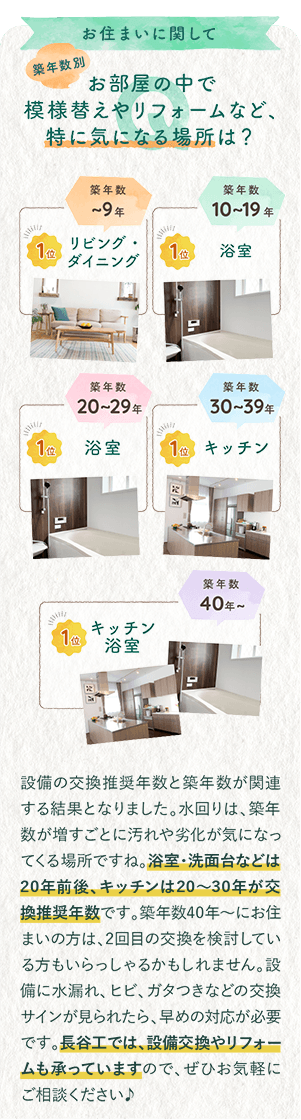 お住まいに関して
築年数別
お部屋の中で
模様替えやリフォームなど、
特に気になる場所は？
築年数
~9年
1位
リビング・
ダイニング
築年数
10~19年
1位
浴室
築年数
20~29年
1位
浴室
築年数
30~39年
1位
キッチン
築年数
40年~
1位
キッチン
浴室
設備の交換推奨年数と築年数が関連
する結果となりました。水回りは、築年
数が増すごとに汚れや劣化が気になっ
てくる場所ですね。浴室・洗面台などは
20年前後、キッチンは20〜30年が交
換推奨年数です。築年数40年〜にお住
まいの方は、2回目の交換を検討してい
る方もいらっしゃるかもしれません。設
備に水漏れ、ヒビ、ガタつきなどの交換
サインが見られたら、早めの対応が必要
です。長谷工では、設備交換やリフォー
ムも承っていますので、ぜひお気軽に
ご相談ください♪